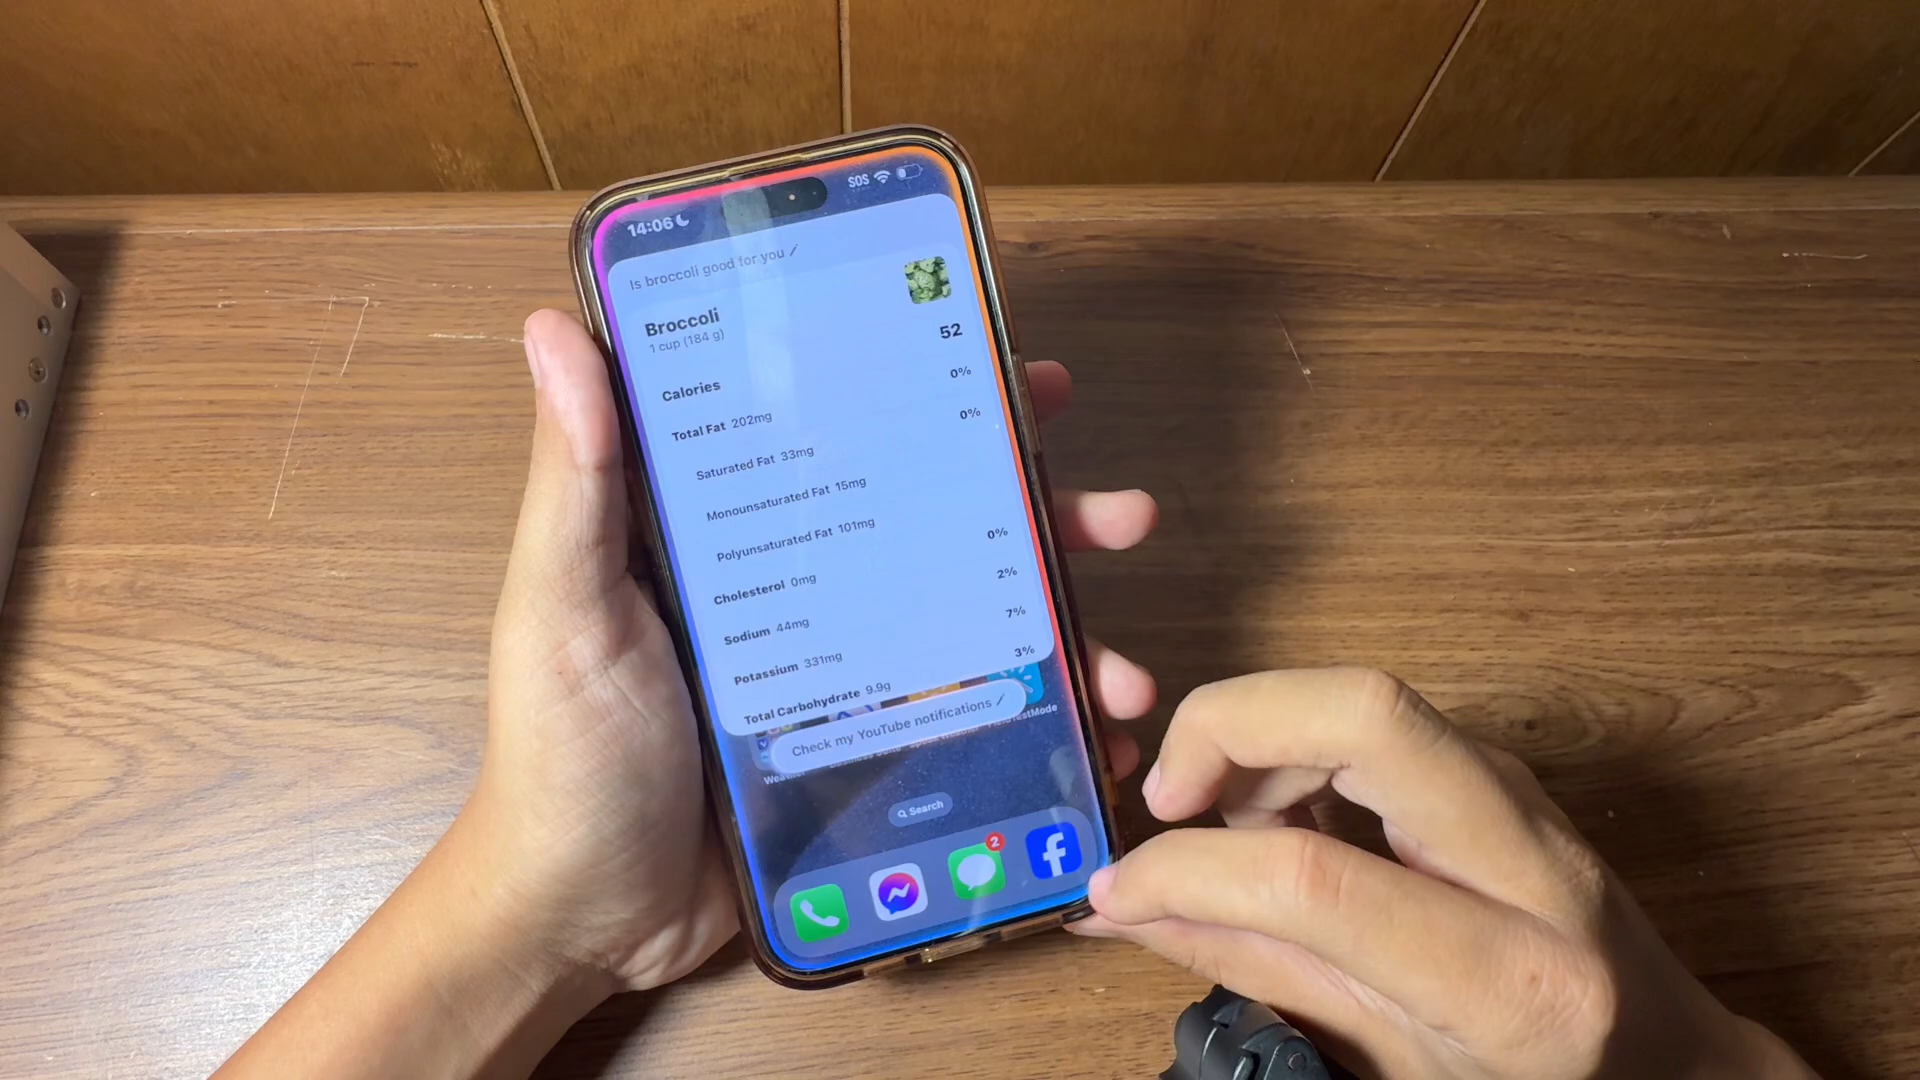 14:06
SOS
Is broccoli good for you
Broccoli
1 cup (184 g)
52
Calories
0%
Total Fat 202mg
0%
Saturated Fat 33mg
Monounsaturated Fat 15mg
Polyunsaturated Fat 101mg
0%
Cholesterol 0mg
2%
Sodium 44mg
7%
Potassium 331mg
3%
Total Carbohydrate 9.9g
Check my YouTube notifications
Weather
Search
2